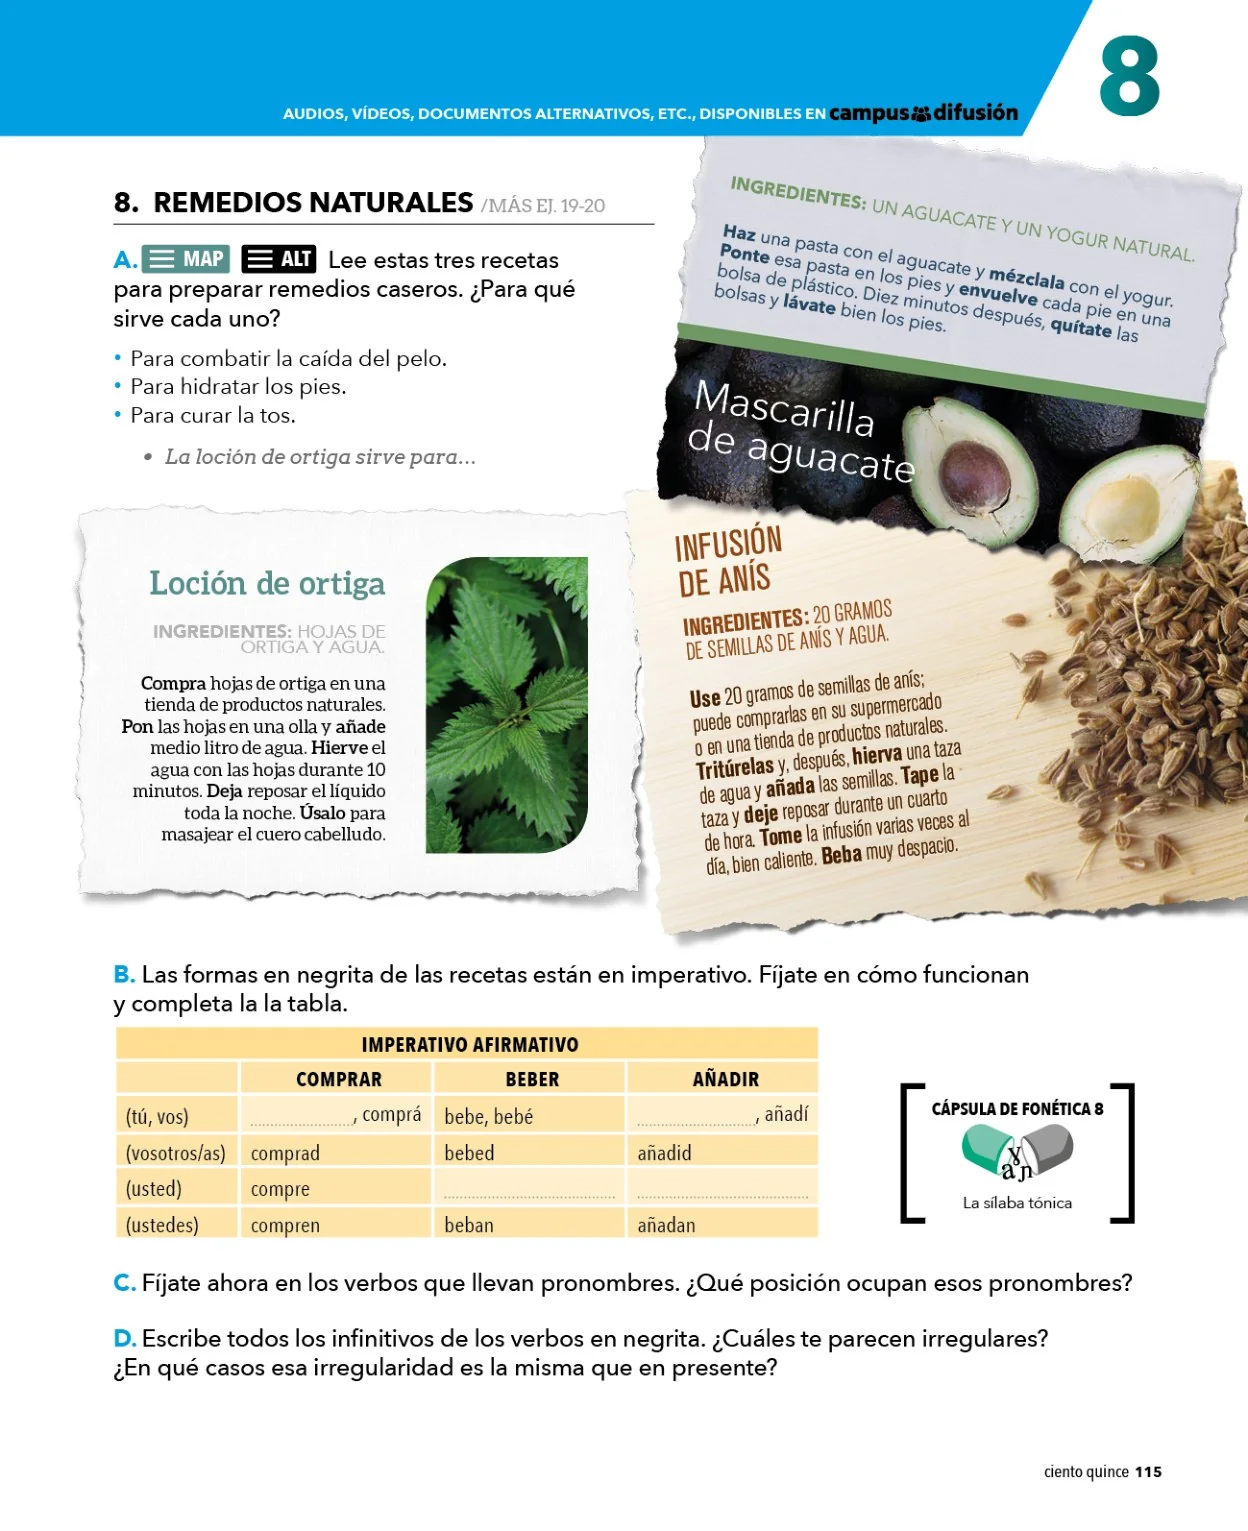 8
AUDIOS, VÍDEOS, DOCUMENTOS ALTERNATIVOS, ETC., DISPONIBLES EN campus difusión
8. REMEDIOS NATURALES /MÁS EJ. 19-20
A. MAP ALT Lee estas tres recetas
para preparar remedios caseros. ¿Para qué
sirve cada uno?
• Para combatir la caída del pelo.
• Para hidratar los pies.
• Para curar la tos.
• La loción de ortiga sirve para...
INGREDIENTES: UN AGUACATE Y UN YOGUR NATURAL.
Haz una pasta con el aguacate y mézclala con el yogur.
Ponte esa pasta en los pies y envuelve cada pie en una
bolsa de plástico. Diez minutos después, quítate las
bolsas y lávate bien los pies.
Mascarilla
de aguacate
Loción de ortiga
INGREDIENTES: HOJAS DE
ORTIGA Y AGUA.
Compra hojas de ortiga en una
tienda de productos naturales.
Pon las hojas en una olla y añade
medio litro de agua. Hierve el
agua con las hojas durante 10
minutos. Deja reposar el líquido
toda la noche. Úsalo para
masajear el cuero cabelludo.
INFUSIÓN
DE ANÍS
INGREDIENTES: 20 GRAMOS
DE SEMILLAS DE ANÍS Y AGUA.
Use 20 gramos de semillas de anís;
puede comprarlas en su supermercado
o en una tienda de productos naturales.
Tritúrelas y, después, hierva una taza
de agua y añada las semillas. Tape la
taza y deje reposar durante un cuarto
de hora. Tome la infusión varias veces al
día, bien caliente. Beba muy despacio.
B. Las formas en negrita de las recetas están en imperativo. Fíjate en cómo funcionan
y completa la la tabla.
IMPERATIVO AFIRMATIVO
COMPRAR BEBER AÑADIR
(tú, vos) ......................, comprá bebe, bebé ........................., añadí
(vosotros/as) comprad bebed añadid
(usted) compre .................................... ....................................
(ustedes) compren beban añadan
CÁPSULA DE FONÉTICA 8
La sílaba tónica
C. Fíjate ahora en los verbos que llevan pronombres. ¿Qué posición ocupan esos pronombres?
D. Escribe todos los infinitivos de los verbos en negrita. ¿Cuáles te parecen irregulares?
¿En qué casos esa irregularidad es la misma que en presente?
ciento quince 115